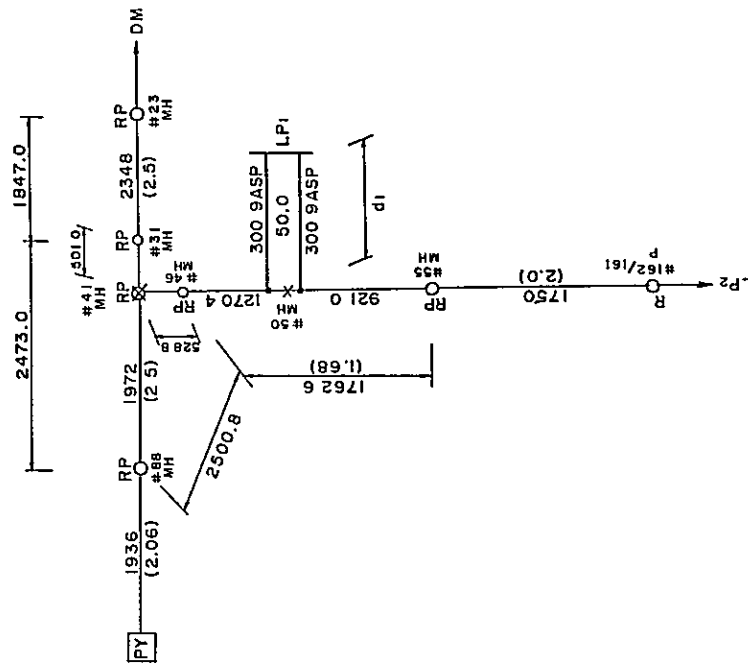 2473.0
1847.0
501.0
#41
MH
RP
RP
RP
RP
DM
#88
MH
#31
MH
#23
MH
PY
1936
(2.06)
1972
(2.5)
2348
(2.5)
528.8
RP
#46
MH
1270.4
300 9ASP
50.0
LP1
300 9ASP
#50
MH
d1
2500.8
1762.6
(1.68)
921.0
RP
#55
MH
1750
(2.0)
R
#162/161
P
P2